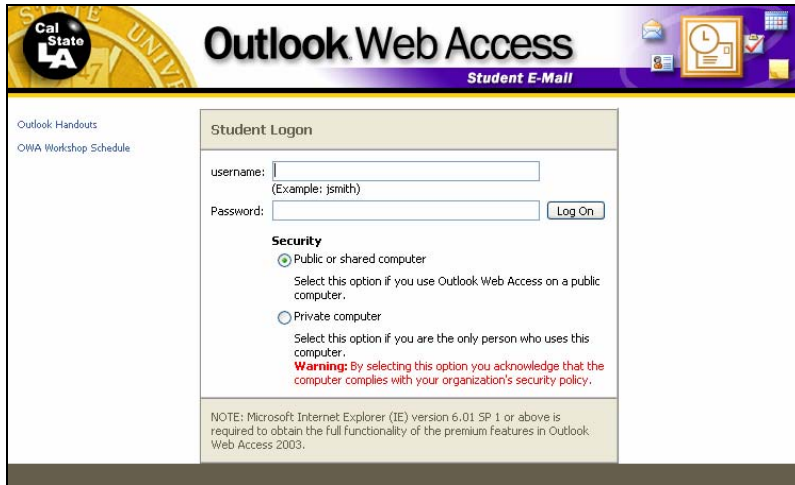 STATE UNIVE
Cal
State
LA
1947
Outlook Web Access
Student E-Mail
Outlook Handouts
OWA Workshop Schedule
Student Logon
username:
(Example: jsmith)
Password:
Log On
Security
Public or shared computer
Select this option if you use Outlook Web Access on a public
computer.
Private computer
Select this option if you are the only person who uses this
computer.
Warning: By selecting this option you acknowledge that the
computer complies with your organization's security policy.
NOTE: Microsoft Internet Explorer (IE) version 6.01 SP 1 or above is
required to obtain the full functionality of the premium features in Outlook
Web Access 2003.